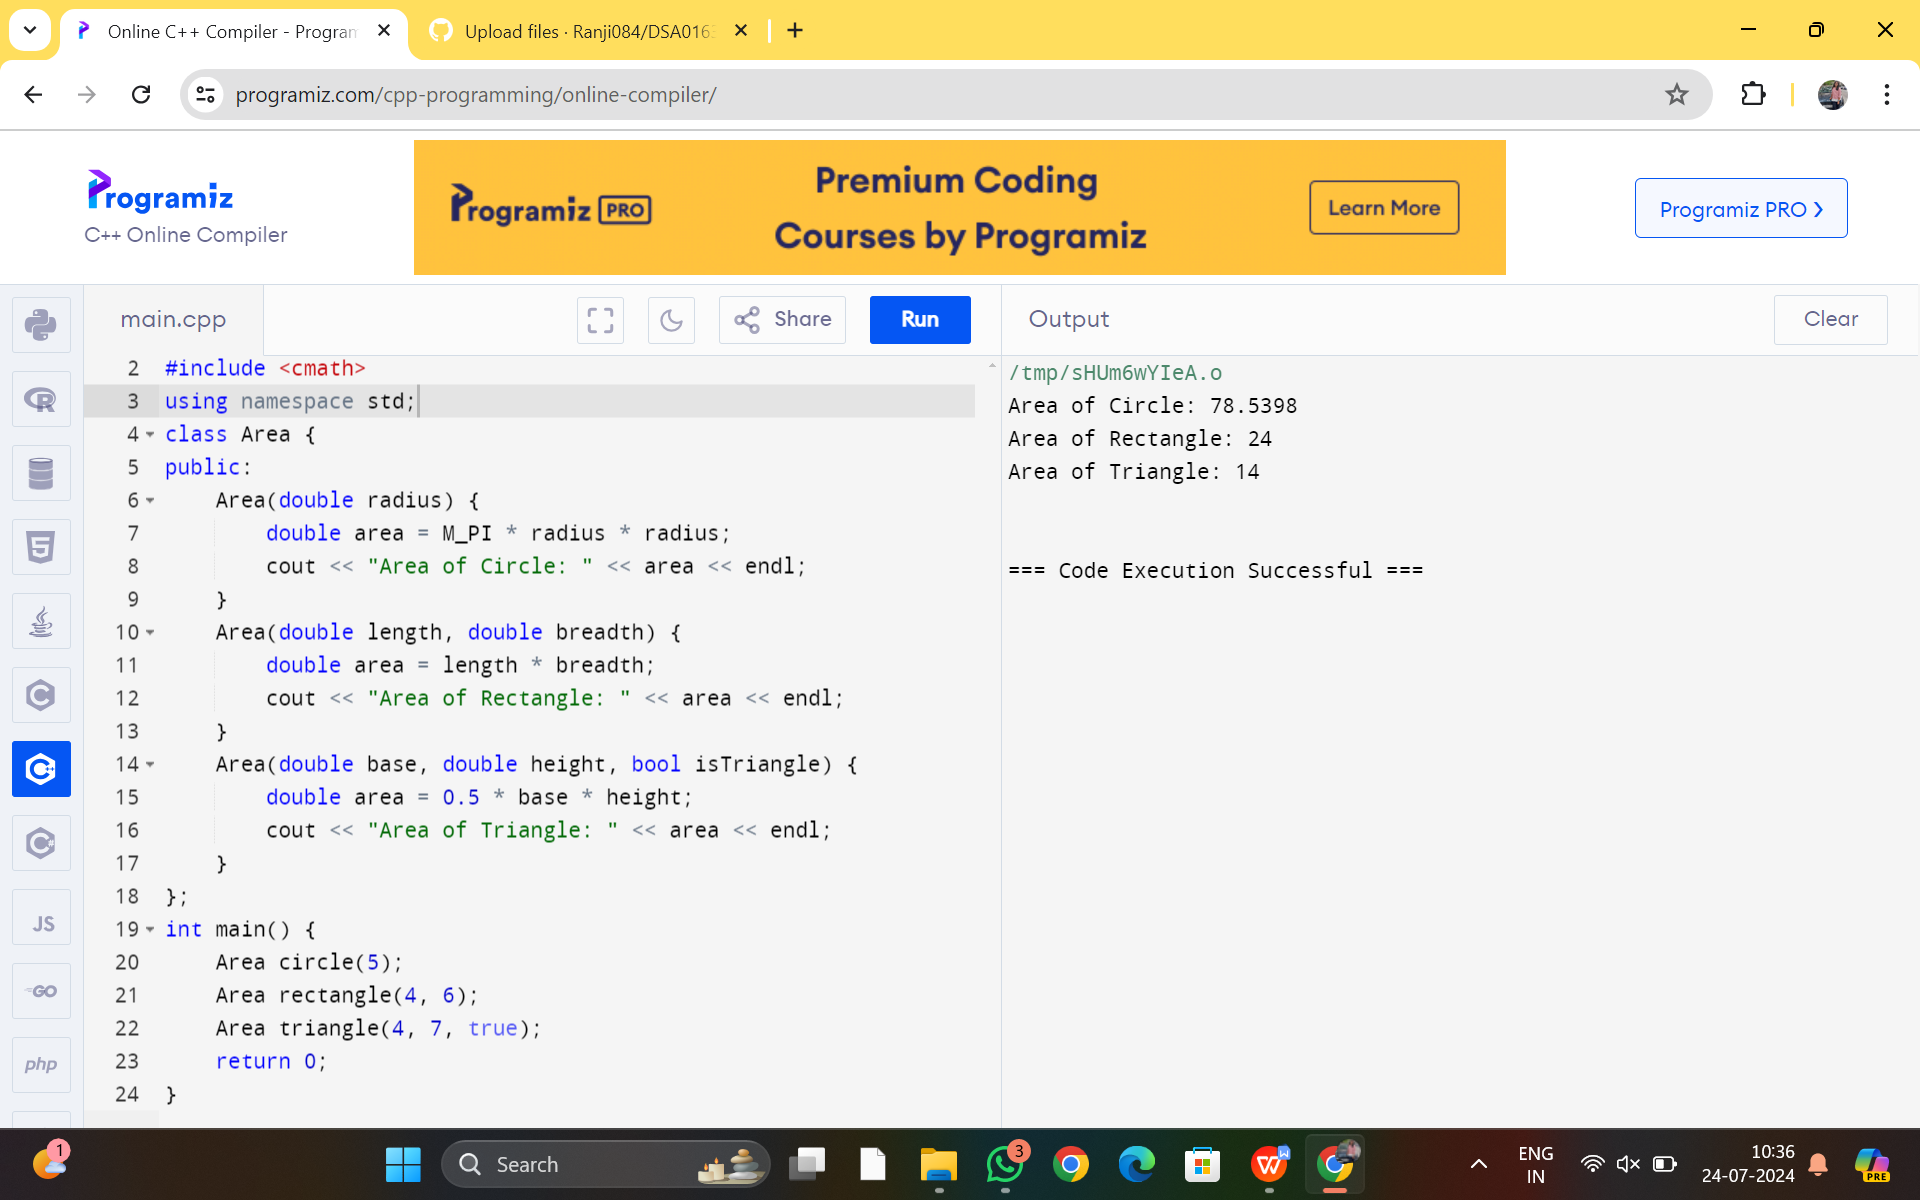 Online C++ Compiler - Program
Upload files · Ranji084/DSA016
programiz.com/cpp-programming/online-compiler/
Programiz
C++ Online Compiler
Programiz PRO
Premium Coding
Courses by Programiz
Learn More
Programiz PRO ❯
main.cpp
Share
Run
Output
Clear
2 #include <cmath>
3 using namespace std;
4 class Area {
5 public:
6 Area(double radius) {
7 double area = M_PI * radius * radius;
8 cout << "Area of Circle: " << area << endl;
9 }
10 Area(double length, double breadth) {
11 double area = length * breadth;
12 cout << "Area of Rectangle: " << area << endl;
13 }
14 Area(double base, double height, bool isTriangle) {
15 double area = 0.5 * base * height;
16 cout << "Area of Triangle: " << area << endl;
17 }
18 };
19 int main() {
20 Area circle(5);
21 Area rectangle(4, 6);
22 Area triangle(4, 7, true);
23 return 0;
24 }
/tmp/sHUm6wYIeA.o
Area of Circle: 78.5398
Area of Rectangle: 24
Area of Triangle: 14
=== Code Execution Successful ===
R
5
C
C+
C#
JS
GO
php
1
Search
3
W
W
ENG
IN
10:36
24-07-2024
PRE